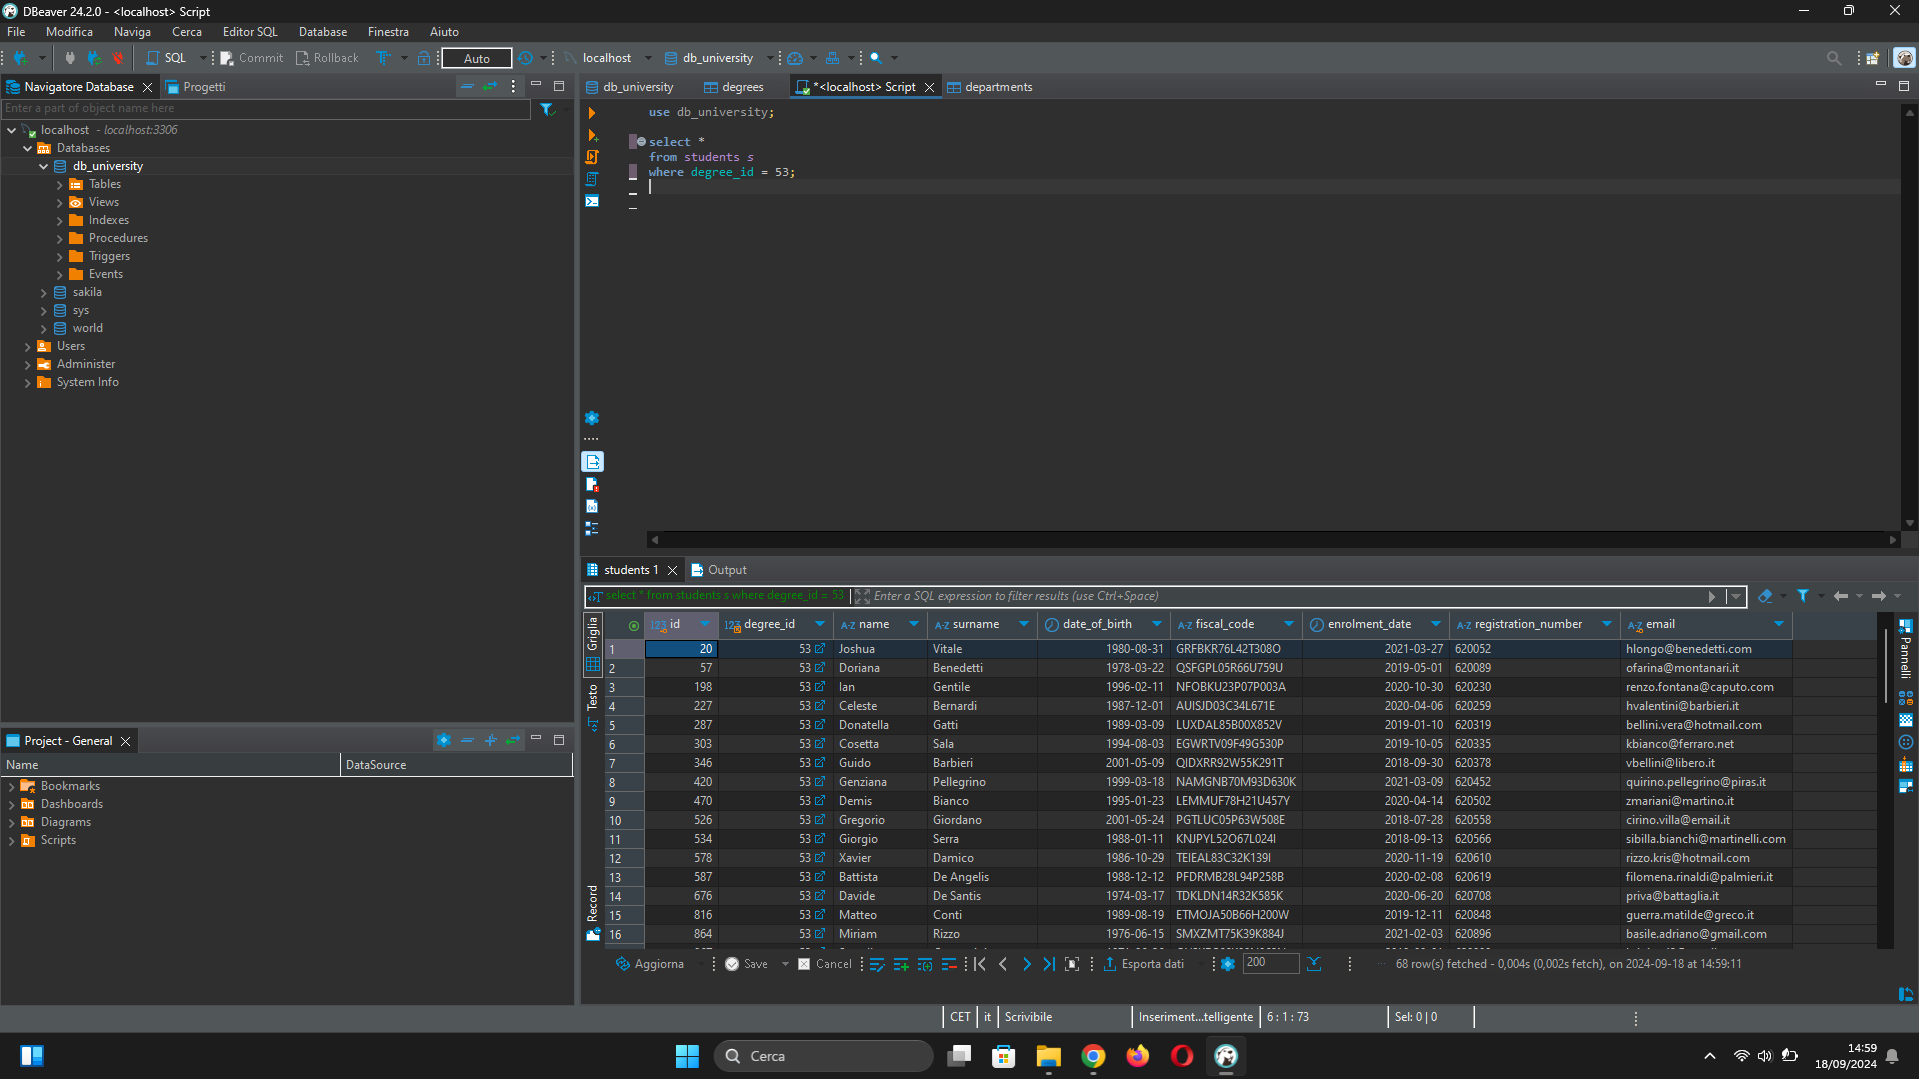 DBeaver 24.2.0 - <localhost> Script
File Modifica Naviga Cerca Editor SQL Database Finestra Aiuto
SQL Commit Rollback Auto localhost db_university
Navigatore Database Progetti
Enter a part of object name here
localhost - localhost:3306
Databases
db_university
Tables
Views
Indexes
Procedures
Triggers
Events
sakila
sys
world
Users
Administer
System Info
Project - General
Name DataSource
Bookmarks
Dashboards
Diagrams
Scripts
db_university degrees *<localhost> Script departments
use db_university;
select *
from students s
where degree_id = 53;
students 1 Output
select * from students s where degree_id = 53 Enter a SQL expression to filter results (use Ctrl+Space)
Griglia
Testo
Record
Pannelli
id degree_id name surname date_of_birth fiscal_code enrolment_date registration_number email
1 20 53 Joshua Vitale 1980-08-31 GRFBKR76L42T308O 2021-03-27 620052 hlongo@benedetti.com
2 57 53 Doriana Benedetti 1978-03-22 QSFGPL05R66U759U 2019-05-01 620089 ofarina@montanari.it
3 198 53 Ian Gentile 1996-02-11 NFOBKU23P07P003A 2020-10-30 620230 renzo.fontana@caputo.com
4 227 53 Celeste Bernardi 1987-12-01 AUISJD03C34L671E 2020-04-06 620259 hvalentini@barbieri.it
5 287 53 Donatella Gatti 1989-03-09 LUXDAL85B00X852V 2019-01-10 620319 bellini.vera@hotmail.com
6 303 53 Cosetta Sala 1994-08-03 EGWRTV09F49G530P 2019-10-05 620335 kbianco@ferraro.net
7 346 53 Guido Barbieri 2001-05-09 QIDXRR92W55K291T 2018-09-30 620378 vbellini@libero.it
8 420 53 Genziana Pellegrino 1999-03-18 NAMGNB70M93D630K 2021-03-09 620452 quirino.pellegrino@piras.it
9 470 53 Demis Bianco 1995-01-23 LEMMUF78H21U457Y 2020-04-14 620502 zmariani@martino.it
10 526 53 Gregorio Giordano 2001-05-24 PGTLUC05P63W508E 2018-07-28 620558 cirino.villa@email.it
11 534 53 Giorgio Serra 1988-01-11 KNJPYL52O67L024I 2018-09-13 620566 sibilla.bianchi@martinelli.com
12 578 53 Xavier Damico 1986-10-29 TEIEAL83C32K139I 2020-11-19 620610 rizzo.kris@hotmail.com
13 587 53 Battista De Angelis 1988-12-12 PFDRMB28L94P258B 2020-02-08 620619 filomena.rinaldi@palmieri.it
14 676 53 Davide De Santis 1974-03-17 TDKLDN14R32K585K 2020-06-20 620708 priva@battaglia.it
15 816 53 Matteo Conti 1989-08-19 ETMOJA50B66H200W 2019-12-11 620848 guerra.matilde@greco.it
16 864 53 Miriam Rizzo 1976-06-15 SMXZMT75K39K884J 2021-02-03 620896 basile.adriano@gmail.com
Aggiorna Save Cancel Esporta dati 200 68 row(s) fetched - 0,004s (0,002s fetch), on 2024-09-18 at 14:59:11
CET it Scrivibile Inseriment...telligente 6 : 1 : 73 Sel: 0 | 0
Cerca
14:59
18/09/2024